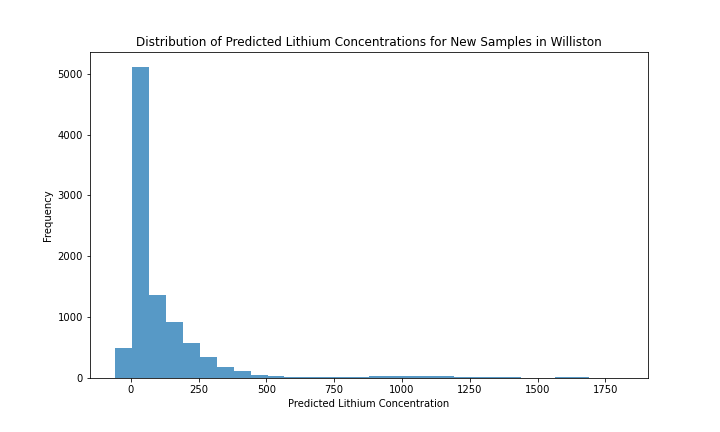 Distribution of Predicted Lithium Concentrations for New Samples in Williston
5000
4000
3000
2000
1000
0
Frequency
0 250 500 750 1000 1250 1500 1750
Predicted Lithium Concentration